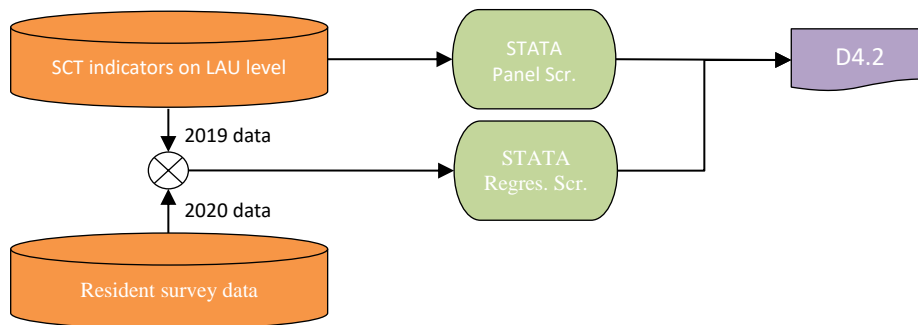 SCT indicators on LAU level
STATA
Panel Scr.
D4.2
2019 data
STATA
Regres. Scr.
2020 data
Resident survey data